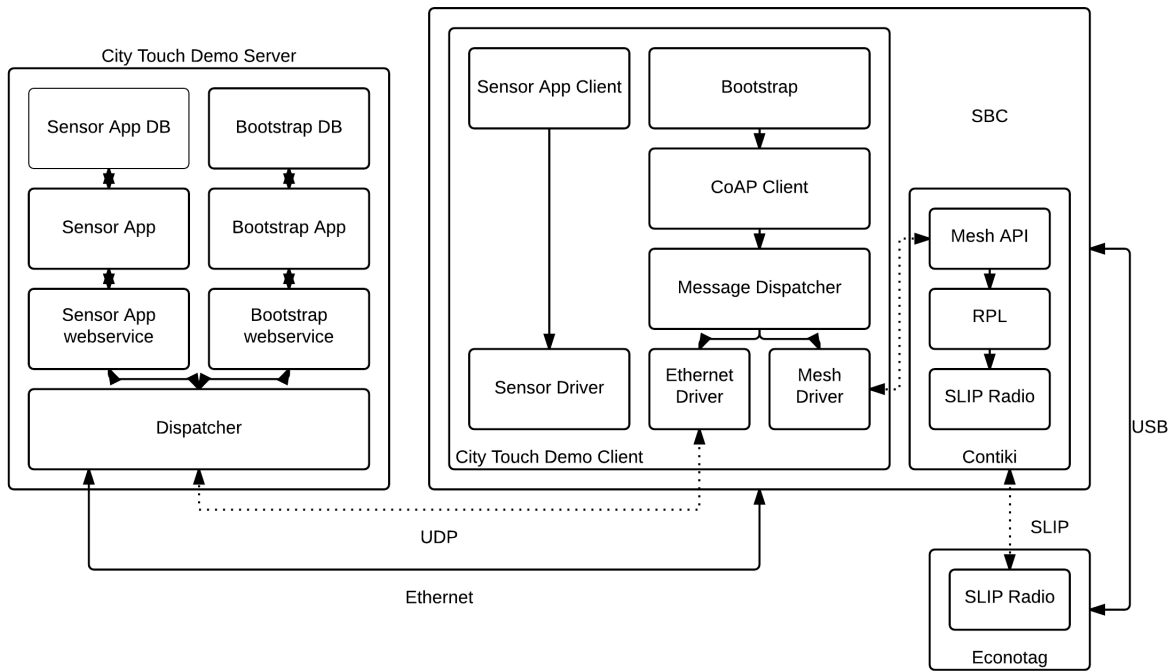 City Touch Demo Server
Sensor App DB
Bootstrap DB
Sensor App
Bootstrap App
Sensor App
webservice
Bootstrap
webservice
Dispatcher
Sensor App Client
Bootstrap
CoAP Client
Message Dispatcher
Sensor Driver
Ethernet
Driver
Mesh
Driver
City Touch Demo Client
SBC
Mesh API
RPL
SLIP Radio
Contiki
USB
UDP
SLIP
Ethernet
SLIP Radio
Econotag